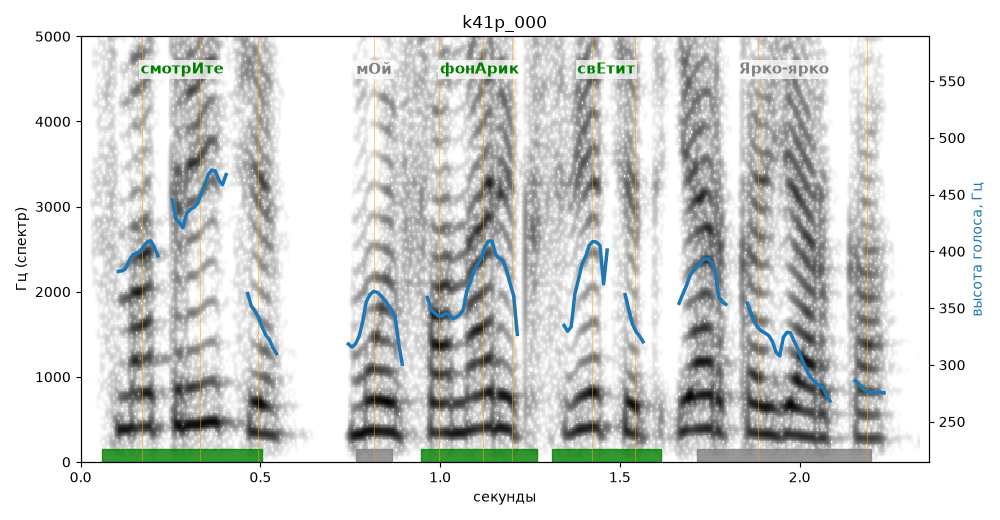 k41p_000
смотрИте мОй фонАрик свЕтит Ярко-ярко
Гц (спектр)
5000
4000
3000
2000
1000
0
0.0 0.5 1.0 1.5 2.0
секунды
550
500
450
400
350
300
250
высота голоса, Гц